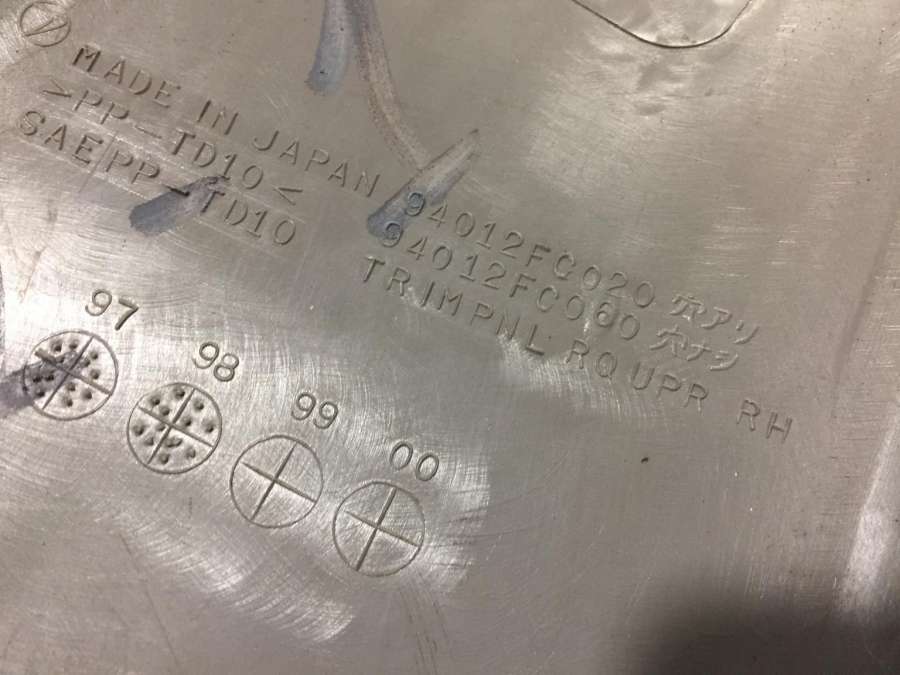 MADE IN JAPAN
>PP-TD10<
SAE PP-TD10
94012FC020 穴アリ
94012FC060 穴ナシ
TRIM PNL RQ UPR RH
97
98
99
00